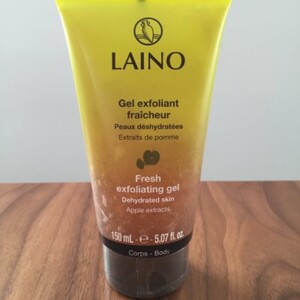 LAINO
Gel exfoliant
fraîcheur
Peaux déshydratées
Extraits de pomme
Fresh
exfoliating gel
Dehydrated skin
Apple extracts
150 mL - ℮ - 5.07 fl.oz.
Corps - Body